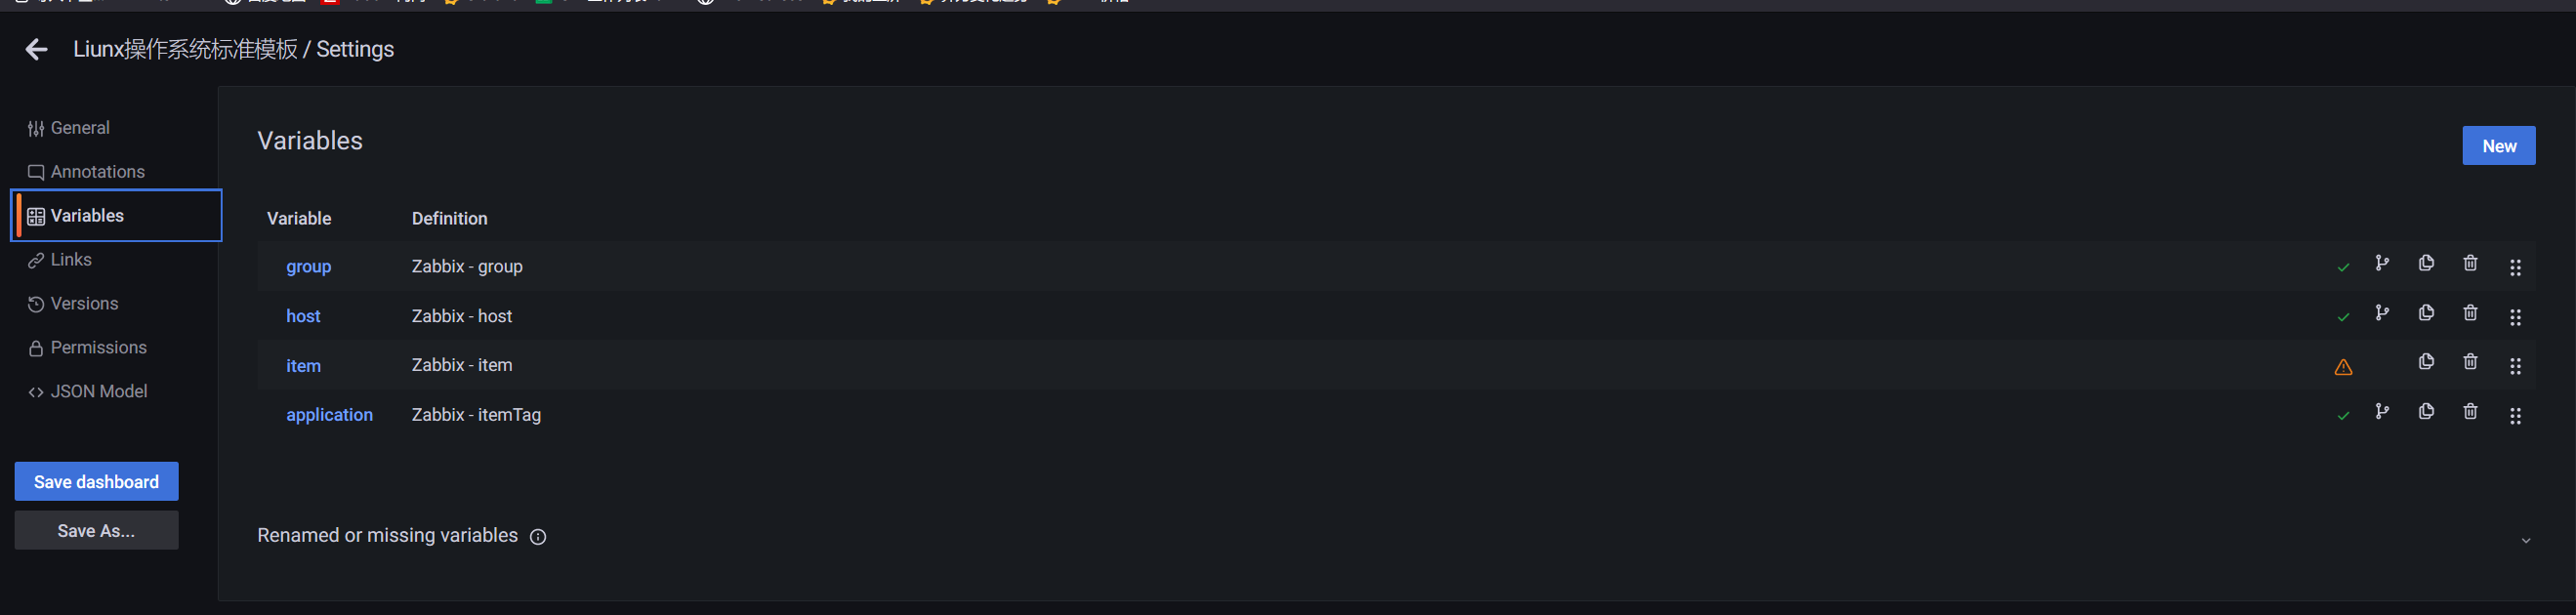 Liunx操作系统标准模板 / Settings
General
Annotations
Variables
Links
Versions
Permissions
JSON Model
Save dashboard
Save As...
Variables
New
Variable Definition
group Zabbix - group
host Zabbix - host
item Zabbix - item
application Zabbix - itemTag
Renamed or missing variables